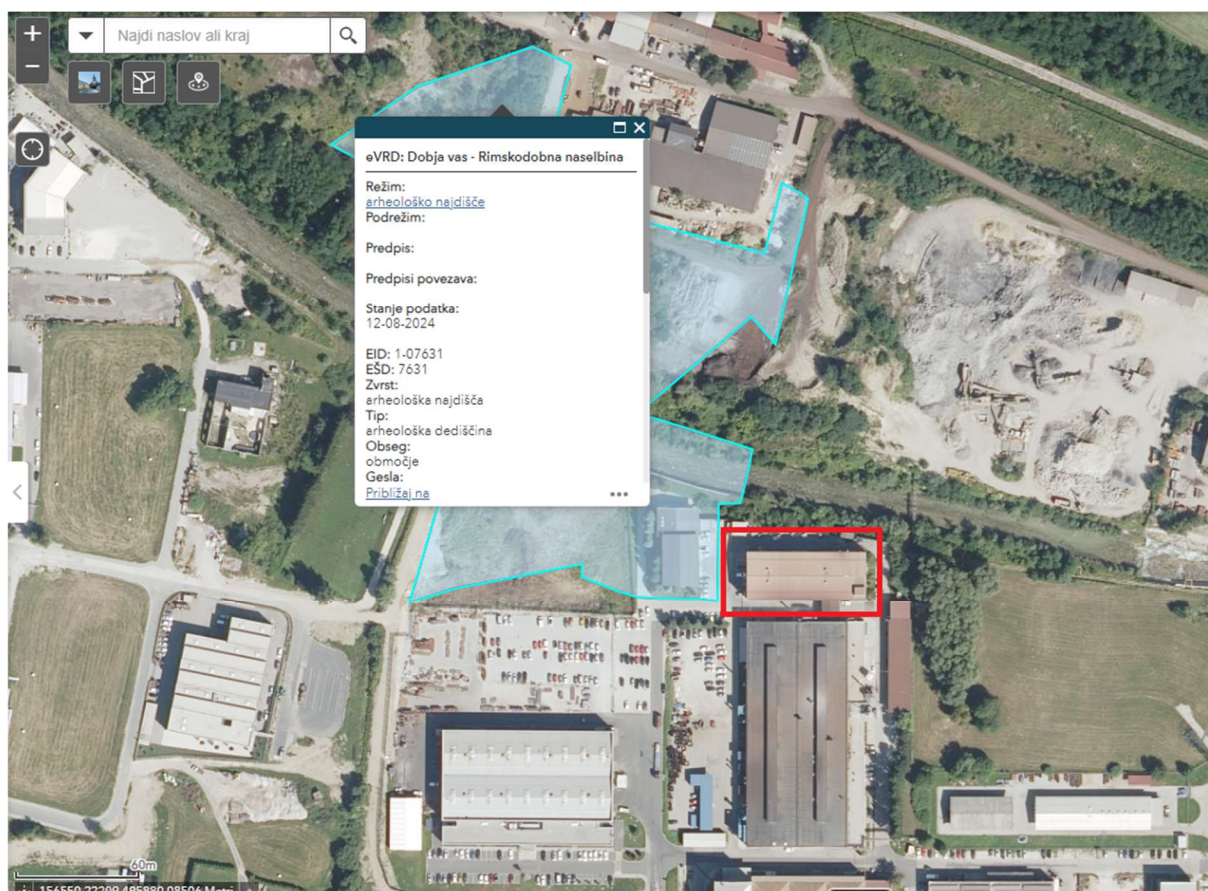 Najdi naslov ali kraj
eVRD: Dobja vas - Rimskodobna naselbina
Režim:
arheološko najdišče
Podrežim:
Predpis:
Predpisi povezava:
Stanje podatka:
12-08-2024
EID: 1-07631
EŠD: 7631
Zvrst:
arheološka najdišča
Tip:
arheološka dediščina
Obseg:
območje
Gesla:
Približaj na
60m